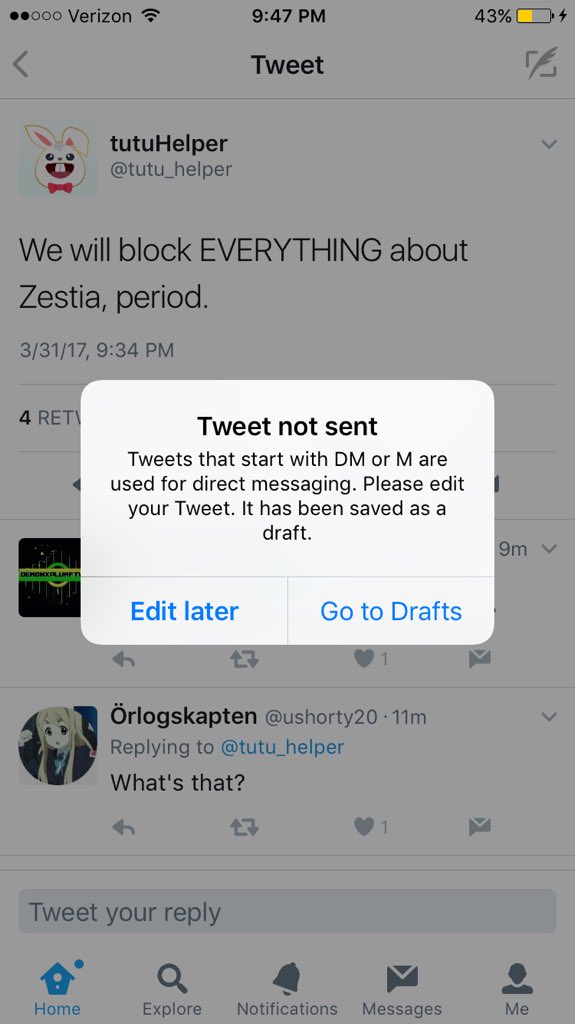 Verizon 9:47 PM 43%
Tweet
tutuHelper
@tutu_helper
We will block EVERYTHING about
Zestia, period.
3/31/17, 9:34 PM
4
Tweet not sent
Tweets that start with DM or M are
used for direct messaging. Please edit
your Tweet. It has been saved as a
draft.
Edit later Go to Drafts
9m
1
Örlogskapten @ushorty20 · 11m
Replying to @tutu_helper
What's that?
1
Tweet your reply
Home Explore Notifications Messages Me